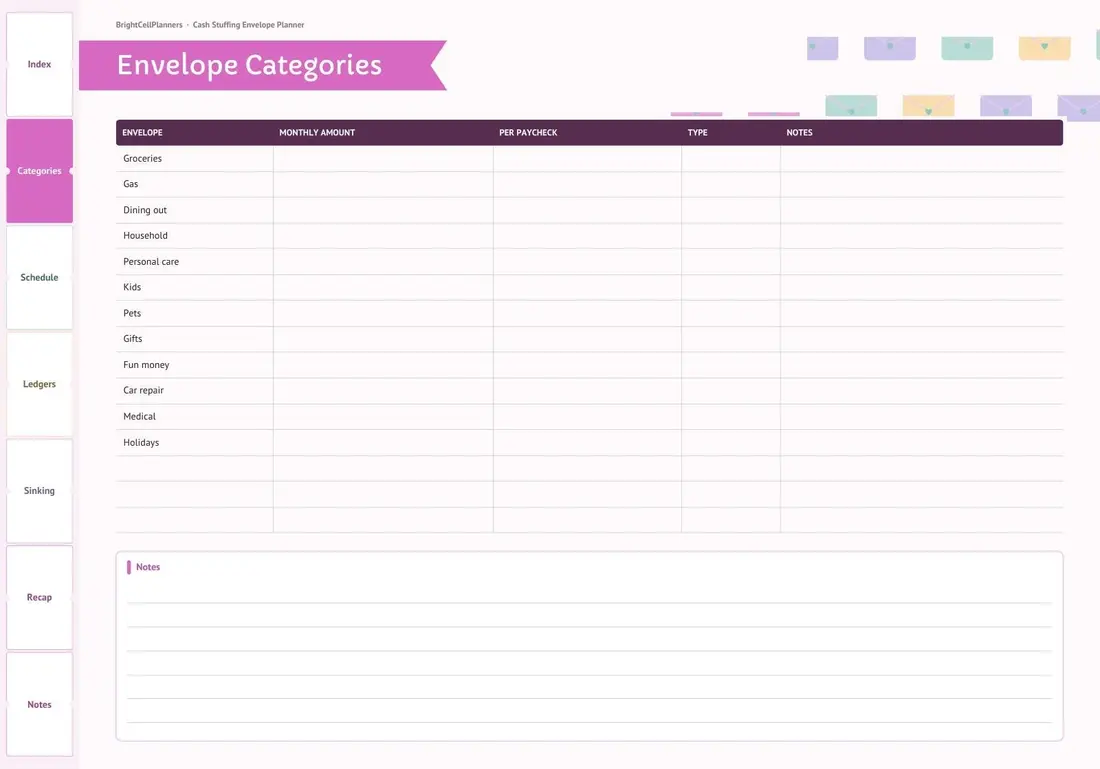 BrightCellPlanners - Cash Stuffing Envelope Planner
Envelope Categories
Index
Categories
Schedule
Ledgers
Sinking
Recap
Notes
ENVELOPE MONTHLY AMOUNT PER PAYCHECK TYPE NOTES
Groceries
Gas
Dining out
Household
Personal care
Kids
Pets
Gifts
Fun money
Car repair
Medical
Holidays
Notes